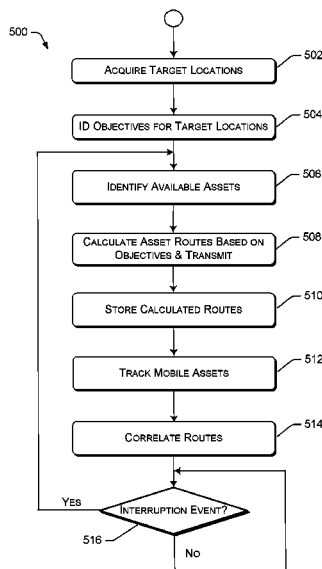 500
502
ACQUIRE TARGET LOCATIONS
504
ID OBJECTIVES FOR TARGET LOCATIONS
506
IDENTIFY AVAILABLE ASSETS
508
CALCULATE ASSET ROUTES BASED ON
OBJECTIVES & TRANSMIT
510
STORE CALCULATED ROUTES
512
TRACK MOBILE ASSETS
514
CORRELATE ROUTES
Yes
INTERRUPTION EVENT?
516
No